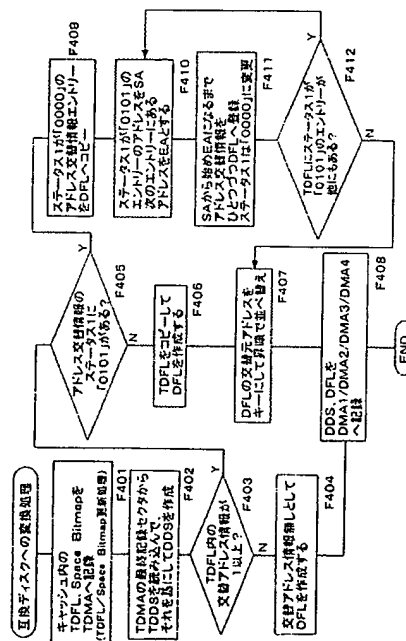 互換ディスクへの変換処理
キャッシュ内の
TDFL、Space Bitmapを
TDMAへ記録
(TDFL/Space Bitmap更新処理)
F401
TDMAの最終記録セクタから
TDDSを読み込んで、
それを基にしてTDDSを作成
F402
TDFL内の
交替アドレス情報が
1以上?
F403
Y
N
交替アドレス情報無しとして
DFLを作成する
F404
アドレス交替情報の
ステータス1に
「0101」がある?
F405
Y
N
TDFLをコピーして
DFLを作成する
F406
DFLの交替元アドレスを
キーにして昇順で並べ替え
F407
DDS、DFLを
DMA1/DMA2/DMA3/DMA4
へ記録
F408
END
ステータス1が「0000」の
アドレス交替情報エントリー
をDFLへコピー
F409
ステータス1が「0101」の
エントリーのアドレスをSA
次のエントリーにある
アドレスをEAとする
F410
SAから始めEAになるまで
アドレス交替情報を
ひとつづつDFLへ登録
ステータス1は「0000」に変更
F411
TDFLにステータス1が
「0101」のエントリーが
他にもある?
F412
Y
N